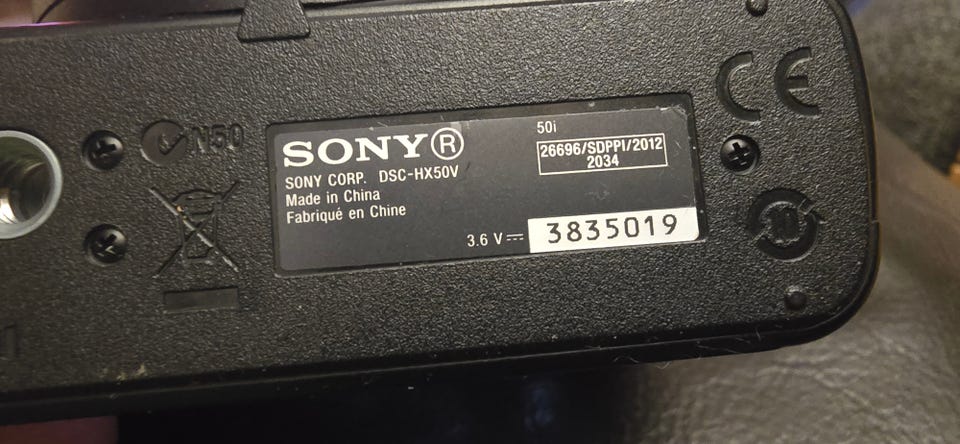 N50
SONY®
SONY CORP. DSC-HX50V
Made in China
Fabriqué en Chine
50i
26696/SDPPI/2012
2034
3.6 V⎓
3835019
CE
10